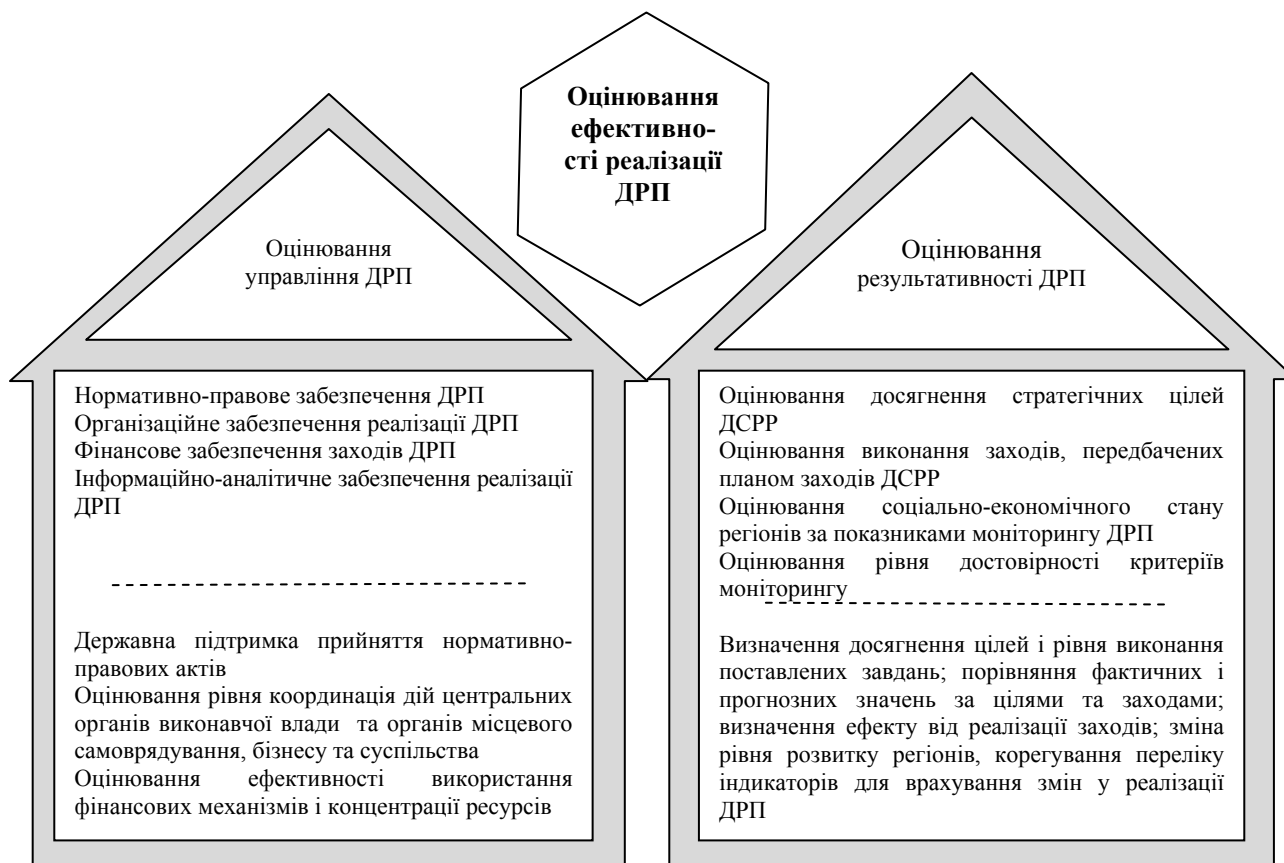 Оцінювання
ефективно-
сті реалізації
ДРП
Оцінювання
управління ДРП
Нормативно-правове забезпечення ДРП
Організаційне забезпечення реалізації ДРП
Фінансове забезпечення заходів ДРП
Інформаційно-аналітичне забезпечення реалізації
ДРП
Державна підтримка прийняття нормативно-
правових актів
Оцінювання рівня координація дій центральних
органів виконавчої влади та органів місцевого
самоврядування, бізнесу та суспільства
Оцінювання ефективності використання
фінансових механізмів і концентрації ресурсів
Оцінювання
результативності ДРП
Оцінювання досягнення стратегічних цілей
ДСРР
Оцінювання виконання заходів, передбачених
планом заходів ДСРР
Оцінювання соціально-економічного стану
регіонів за показниками моніторингу ДРП
Оцінювання рівня достовірності критеріїв
моніторингу
Визначення досягнення цілей і рівня виконання
поставлених завдань; порівняння фактичних і
прогнозних значень за цілями та заходами;
визначення ефекту від реалізації заходів; зміна
рівня розвитку регіонів, корегування переліку
індикаторів для врахування змін у реалізації
ДРП